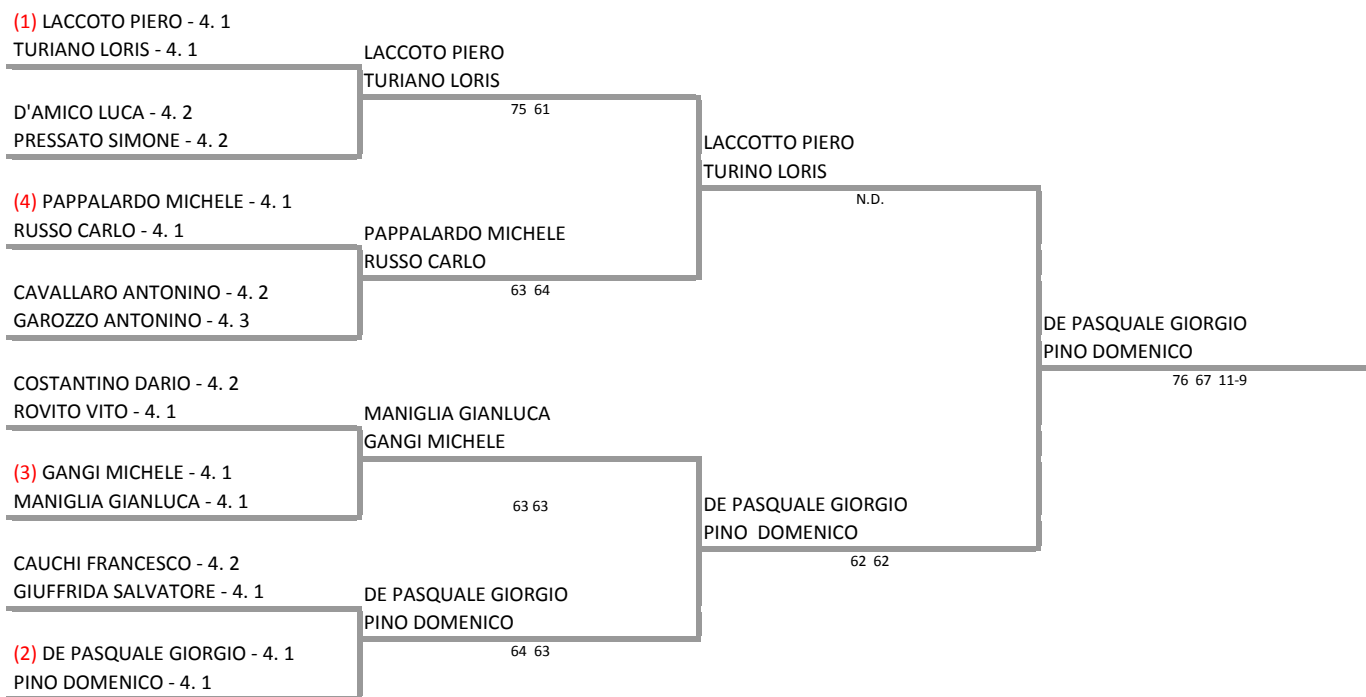 (1) LACCOTO PIERO - 4. 1
TURIANO LORIS - 4. 1
D'AMICO LUCA - 4. 2
PRESSATO SIMONE - 4. 2
(4) PAPPALARDO MICHELE - 4. 1
RUSSO CARLO - 4. 1
CAVALLARO ANTONINO - 4. 2
GAROZZO ANTONINO - 4. 3
COSTANTINO DARIO - 4. 2
ROVITO VITO - 4. 1
(3) GANGI MICHELE - 4. 1
MANIGLIA GIANLUCA - 4. 1
CAUCHI FRANCESCO - 4. 2
GIUFFRIDA SALVATORE - 4. 1
(2) DE PASQUALE GIORGIO - 4. 1
PINO DOMENICO - 4. 1
LACCOTO PIERO
TURIANO LORIS
75 61
PAPPALARDO MICHELE
RUSSO CARLO
63 64
MANIGLIA GIANLUCA
GANGI MICHELE
63 63
DE PASQUALE GIORGIO
PINO DOMENICO
64 63
LACCOTTO PIERO
TURINO LORIS
N.D.
DE PASQUALE GIORGIO
PINO DOMENICO
62 62
DE PASQUALE GIORGIO
PINO DOMENICO
76 67 11-9